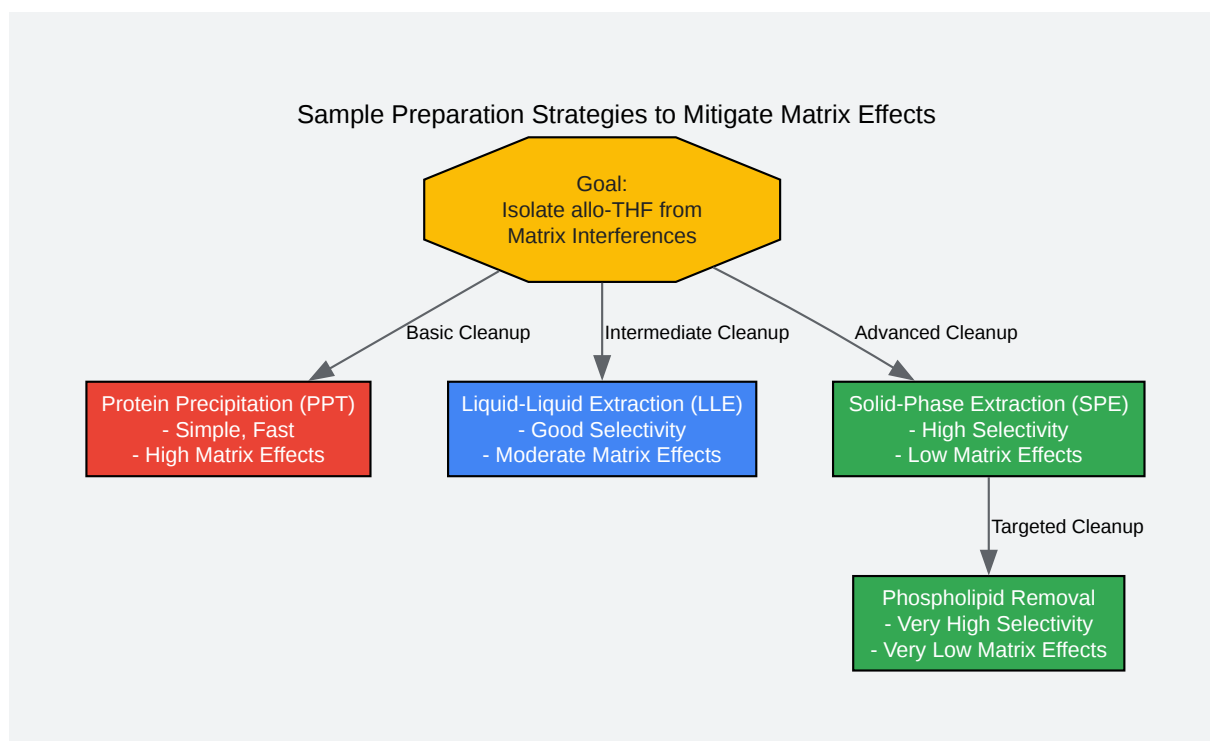 Sample Preparation Strategies to Mitigate Matrix Effects
Goal:
Isolate allo-THF from
Matrix Interferences
Basic Cleanup
Intermediate Cleanup
Advanced Cleanup
Protein Precipitation (PPT)
- Simple, Fast
- High Matrix Effects
Liquid-Liquid Extraction (LLE)
- Good Selectivity
- Moderate Matrix Effects
Solid-Phase Extraction (SPE)
- High Selectivity
- Low Matrix Effects
Targeted Cleanup
Phospholipid Removal
- Very High Selectivity
- Very Low Matrix Effects